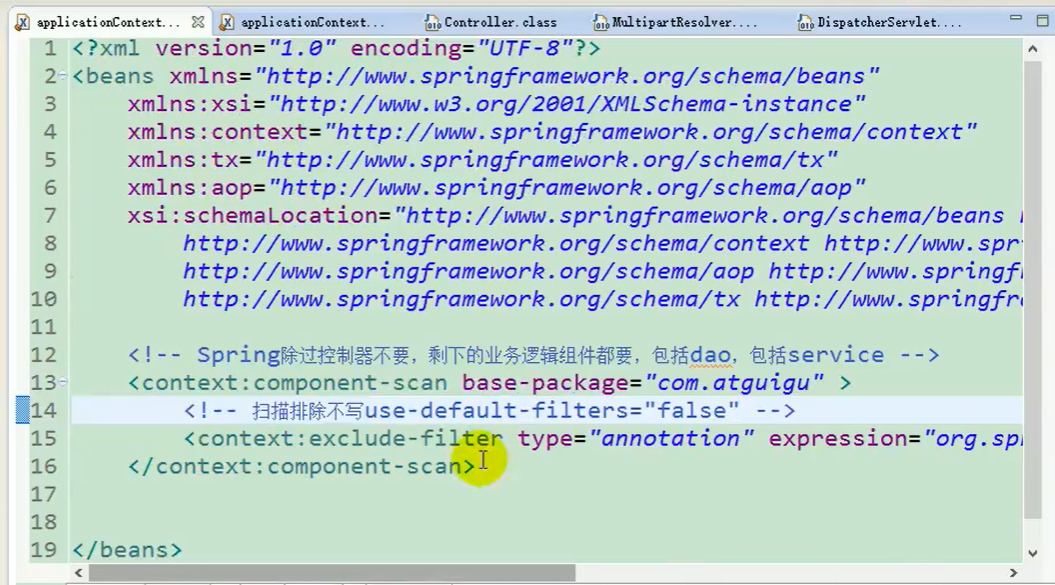 applicationContext... applicationContext... Controller.class MultipartResolver.... DispatcherServlet....
1 <?xml version="1.0" encoding="UTF-8"?>
2 <beans xmlns="http://www.springframework.org/schema/beans"
3 xmlns:xsi="http://www.w3.org/2001/XMLSchema-instance"
4 xmlns:context="http://www.springframework.org/schema/context"
5 xmlns:tx="http://www.springframework.org/schema/tx"
6 xmlns:aop="http://www.springframework.org/schema/aop"
7 xsi:schemaLocation="http://www.springframework.org/schema/beans
8 http://www.springframework.org/schema/context http://www.spr
9 http://www.springframework.org/schema/aop http://www.springf
10 http://www.springframework.org/schema/tx http://www.springfr
11
12 <!-- Spring除过控制器不要，剩下的业务逻辑组件都要，包括dao，包括service -->
13 <context:component-scan base-package="com.atguigu" >
14 <!-- 扫描排除不写use-default-filters="false" -->
15 <context:exclude-filter type="annotation" expression="org.spr
16 </context:component-scan>
17
18
19 </beans>